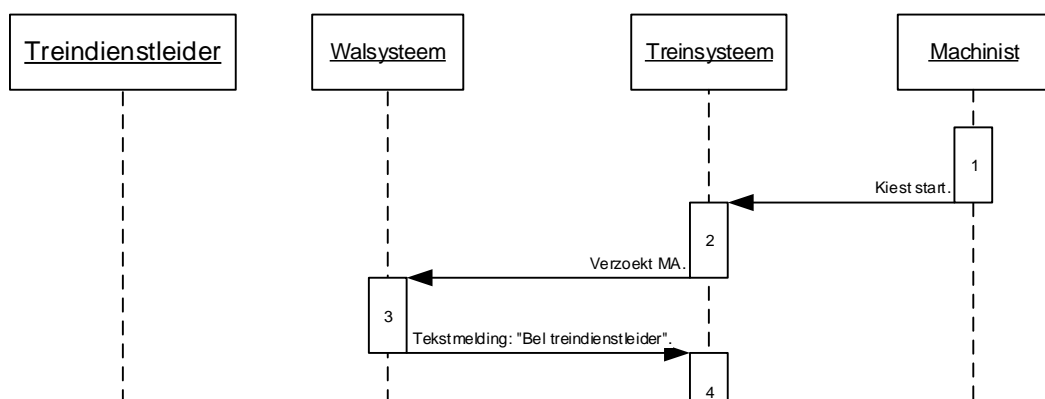 Treindienstleider
Walsysteem
Treinsysteem
Machinist
1
Kiest start.
2
Verzoekt MA.
3
Tekstmelding: "Bel treindienstleider".
4